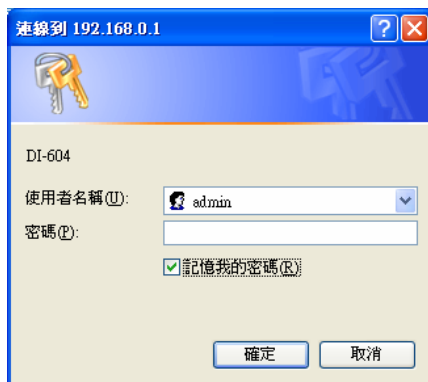 連線到 192.168.0.1
DI-604
使用者名稱(U):
admin
密碼(P):
記憶我的密碼(R)
確定
取消